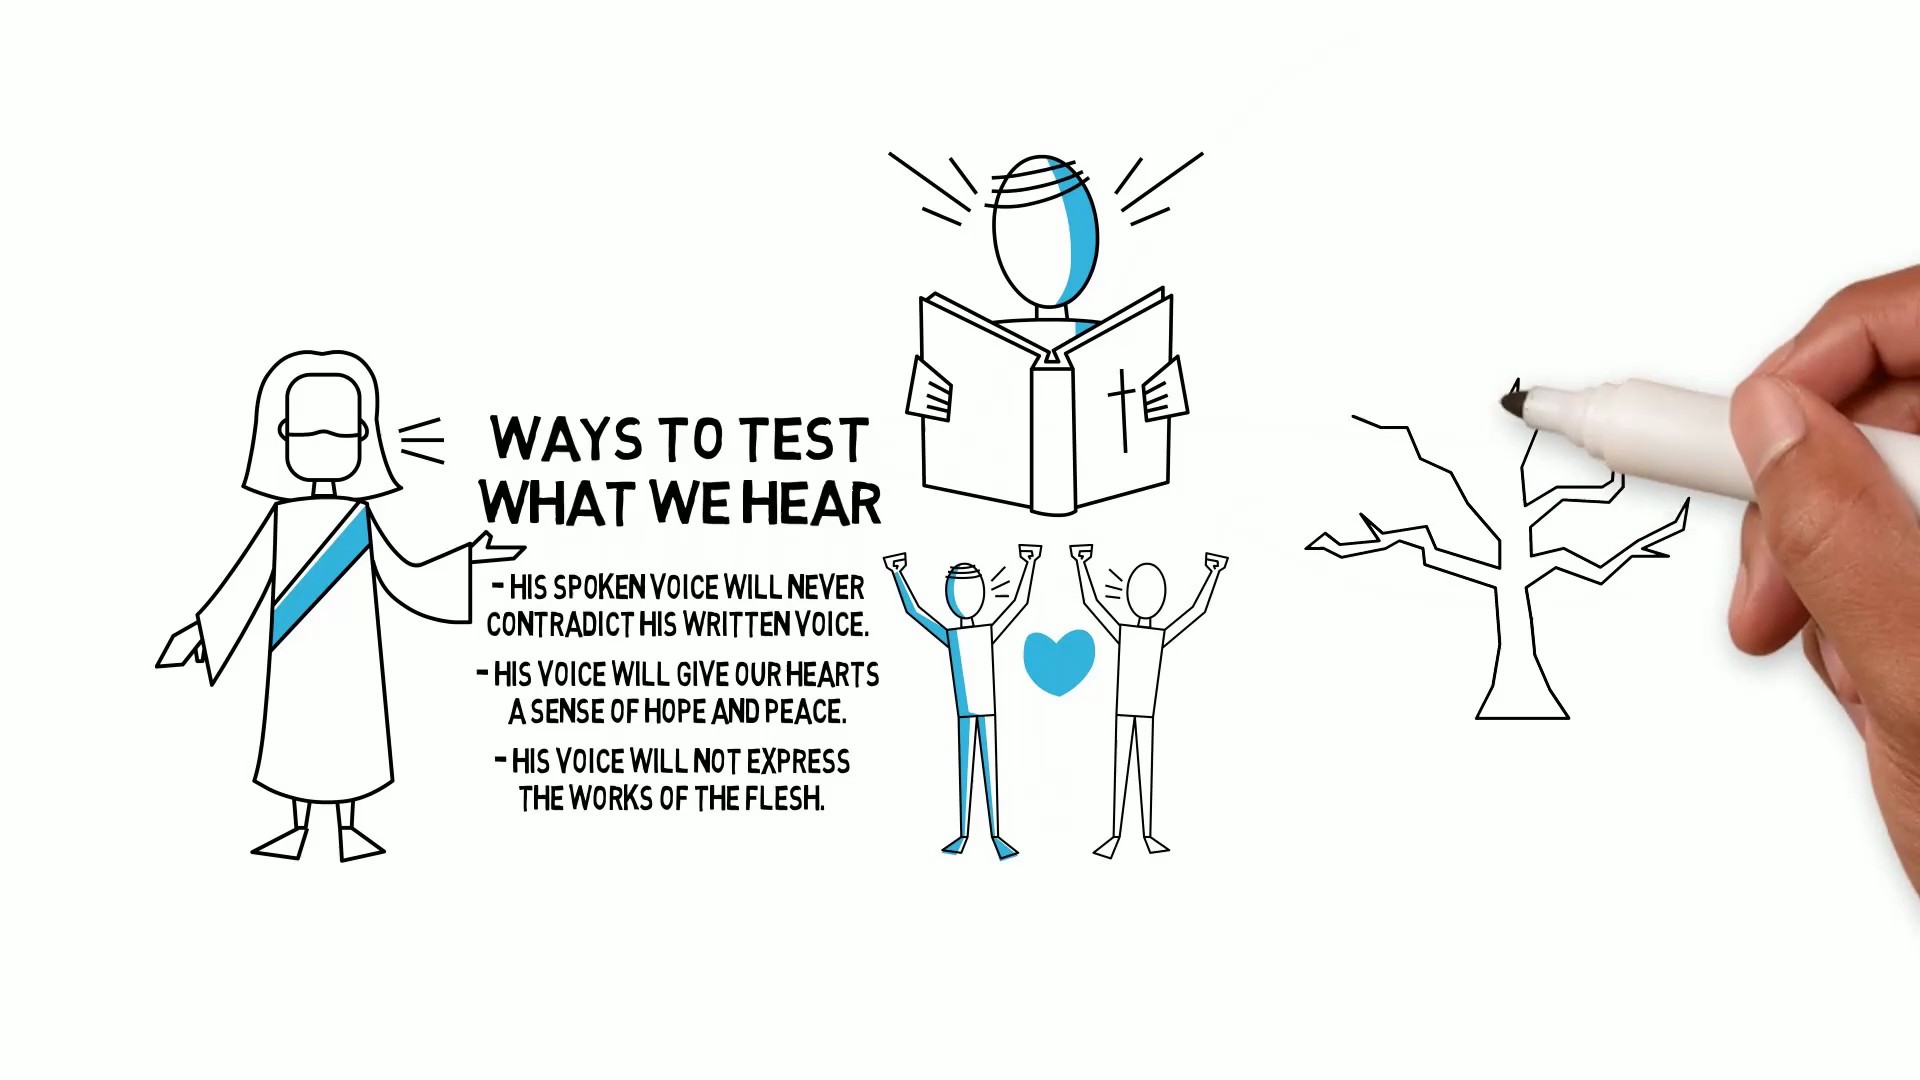 WAYS TO TEST
WHAT WE HEAR
- HIS SPOKEN VOICE WILL NEVER
CONTRADICT HIS WRITTEN VOICE.
- HIS VOICE WILL GIVE OUR HEARTS
A SENSE OF HOPE AND PEACE.
- HIS VOICE WILL NOT EXPRESS
THE WORKS OF THE FLESH.